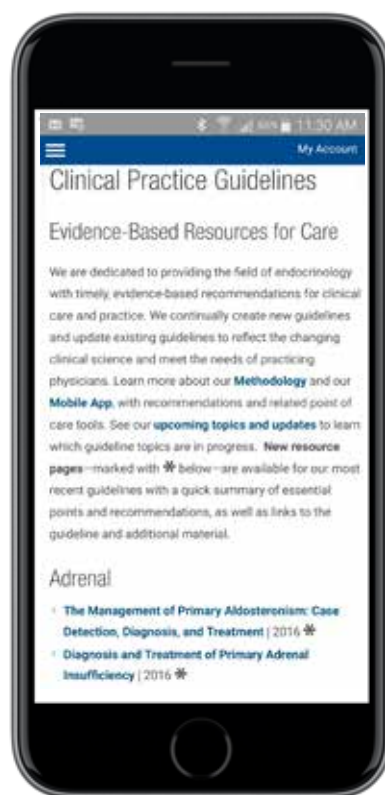 11:30 AM
My Account
Clinical Practice Guidelines
Evidence-Based Resources for Care
We are dedicated to providing the field of endocrinology
with timely, evidence-based recommendations for clinical
care and practice. We continually create new guidelines
and update existing guidelines to reflect the changing
clinical science and meet the needs of practicing
physicians. Learn more about our Methodology and our
Mobile App, with recommendations and related point of
care tools. See our upcoming topics and updates to learn
which guideline topics are in progress. New resource
pages—marked with * below—are available for our most
recent guidelines with a quick summary of essential
points and recommendations, as well as links to the
guideline and additional material.
Adrenal
The Management of Primary Aldosteronism: Case
Detection, Diagnosis, and Treatment | 2016 *
Diagnosis and Treatment of Primary Adrenal
Insufficiency | 2016 *